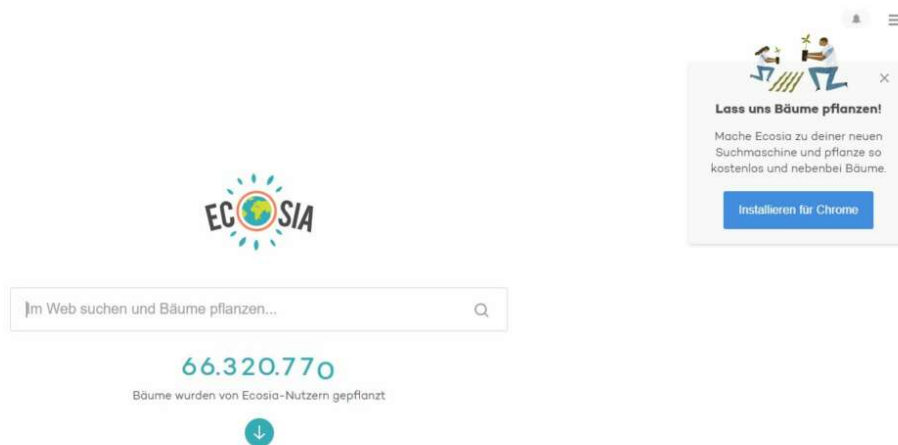 Lass uns Bäume pflanzen!
Mache Ecosia zu deiner neuen
Suchmaschine und pflanze so
kostenlos und nebenbei Bäume.
Installieren für Chrome
ECOSIA
Im Web suchen und Bäume pflanzen...
66.320.770
Bäume wurden von Ecosia-Nutzern gepflanzt